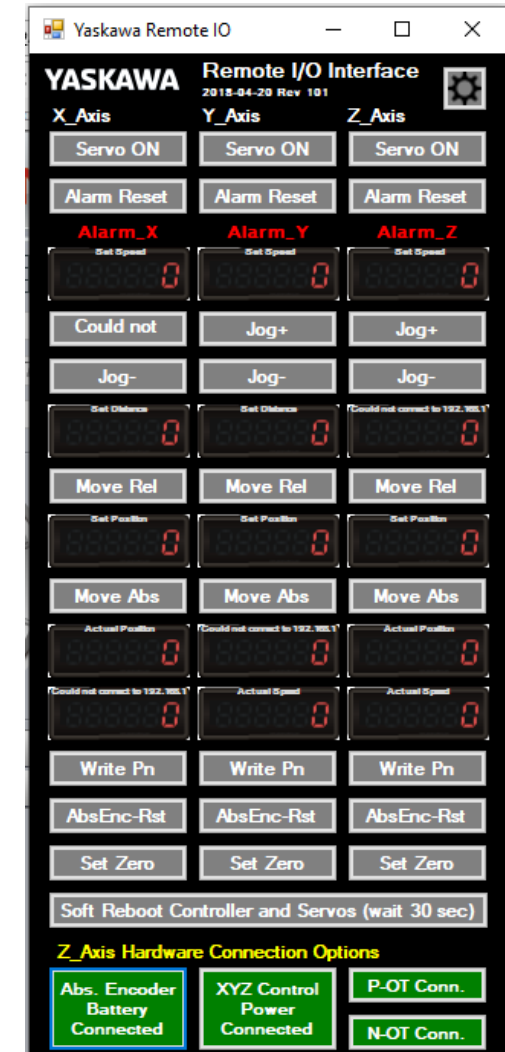 Yaskawa Remote IO
YASKAWA
Remote I/O Interface
2018-04-20 Rev 101
X_Axis Y_Axis Z_Axis
Servo ON Servo ON Servo ON
Alarm Reset Alarm Reset Alarm Reset
Alarm_X Alarm_Y Alarm_Z
Set Speed Set Speed Set Speed
0 0 0
Could not Jog+ Jog+
Jog- Jog- Jog-
Set Distance Set Distance Could not connect to 192.168.1
0 0 0
Move Rel Move Rel Move Rel
Set Position Set Position Set Position
0 0 0
Move Abs Move Abs Move Abs
Actual Position Could not connect to 192.168.1 Actual Position
0 0 0
Could not connect to 192.168.1 Actual Speed Actual Speed
0 0 0
Write Pn Write Pn Write Pn
AbsEnc-Rst AbsEnc-Rst AbsEnc-Rst
Set Zero Set Zero Set Zero
Soft Reboot Controller and Servos (wait 30 sec)
Z_Axis Hardware Connection Options
Abs. Encoder
Battery
Connected
XYZ Control
Power
Connected
P-OT Conn.
N-OT Conn.